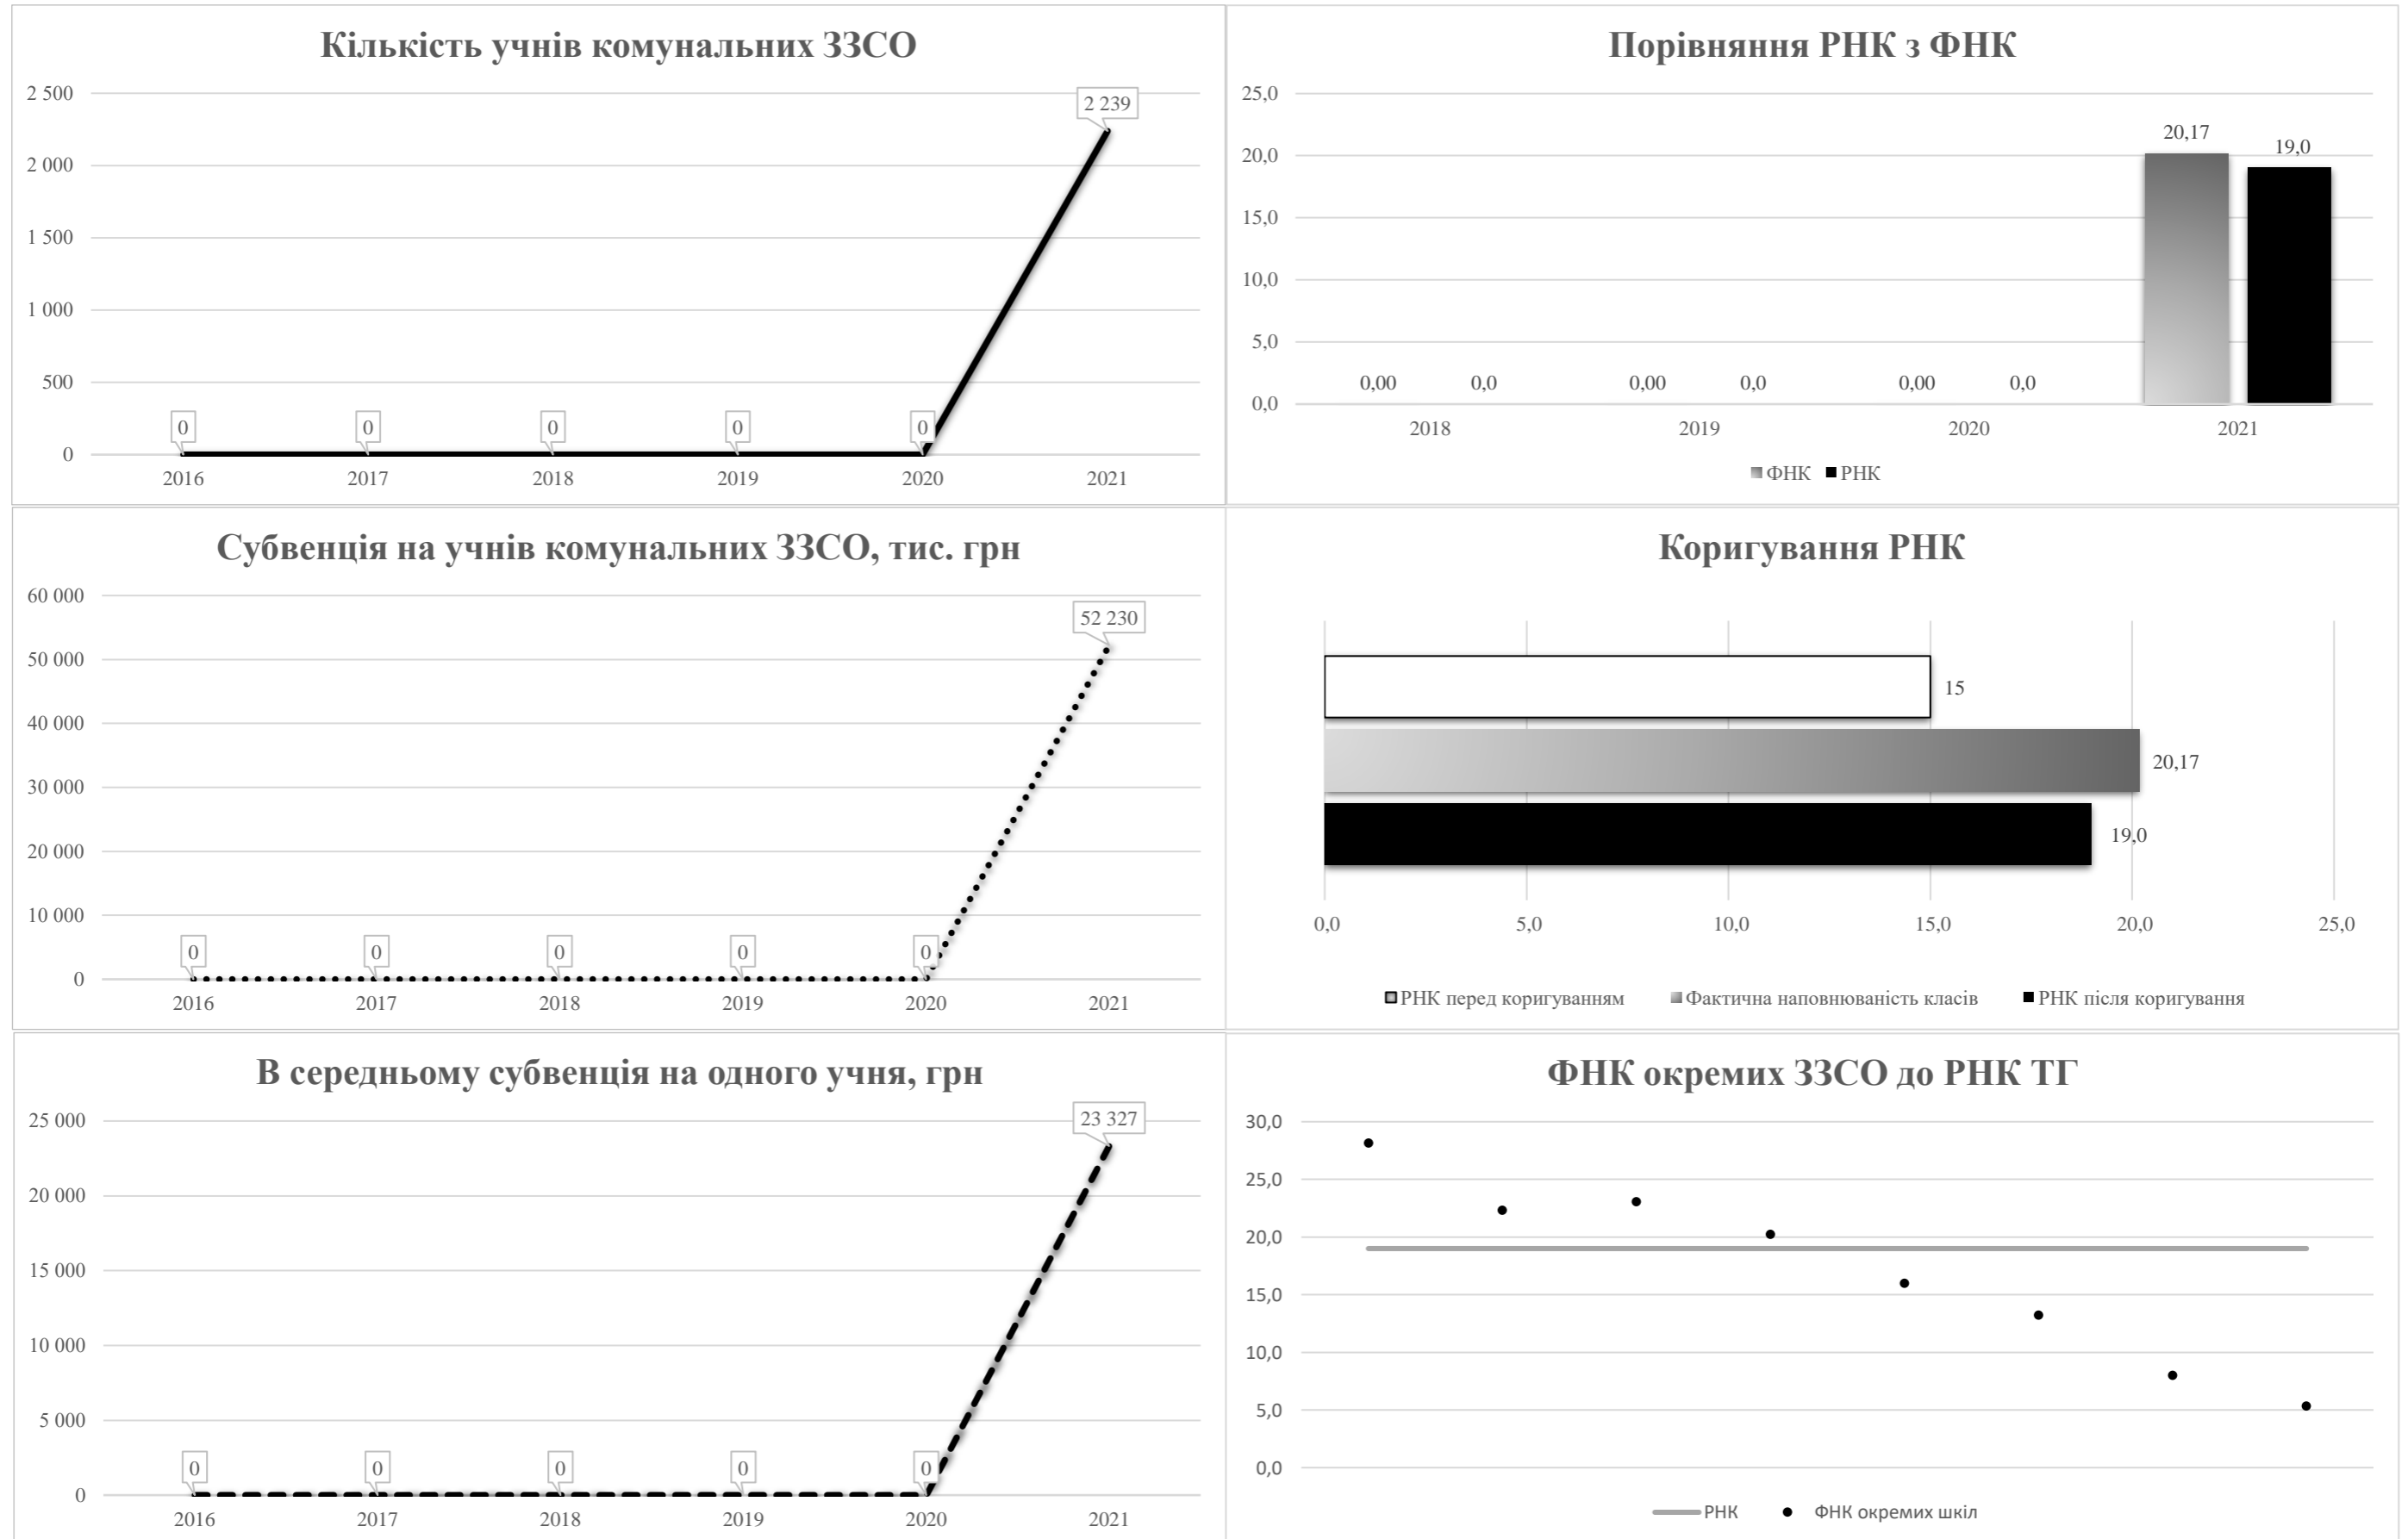 Кількість учнів комунальних ЗЗСО
2 500
2 000
1 500
1 000
500
0
0 0 0 0 0 2 239
2016 2017 2018 2019 2020 2021
Порівняння РНК з ФНК
25,0
20,0
15,0
10,0
5,0
0,0
0,00 0,0 0,00 0,0 0,00 0,0 20,17 19,0
2018 2019 2020 2021
ФНК РНК
Субвенція на учнів комунальних ЗЗСО, тис. грн
60 000
50 000
40 000
30 000
20 000
10 000
0
0 0 0 0 0 52 230
2016 2017 2018 2019 2020 2021
Коригування РНК
15
20,17
19,0
0,0 5,0 10,0 15,0 20,0 25,0
РНК перед коригуванням Фактична наповнюваність класів РНК після коригування
В середньому субвенція на одного учня, грн
25 000
20 000
15 000
10 000
5 000
0
0 0 0 0 0 23 327
2016 2017 2018 2019 2020 2021
ФНК окремих ЗЗСО до РНК ТГ
30,0
25,0
20,0
15,0
10,0
5,0
0,0
РНК ФНК окремих шкіл